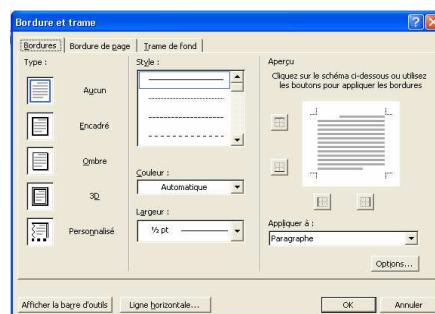 Bordure et trame
Bordures
Bordure de page
Trame de fond
Type :
Aucun
Encadré
Ombre
3D
Personnalisé
Style :
Couleur :
Automatique
Largeur :
½ pt
Aperçu
Cliquez sur le schéma ci-dessous ou utilisez
les boutons pour appliquer les bordures
Appliquer à :
Paragraphe
Options...
Afficher la barre d'outils
Ligne horizontale...
OK
Annuler